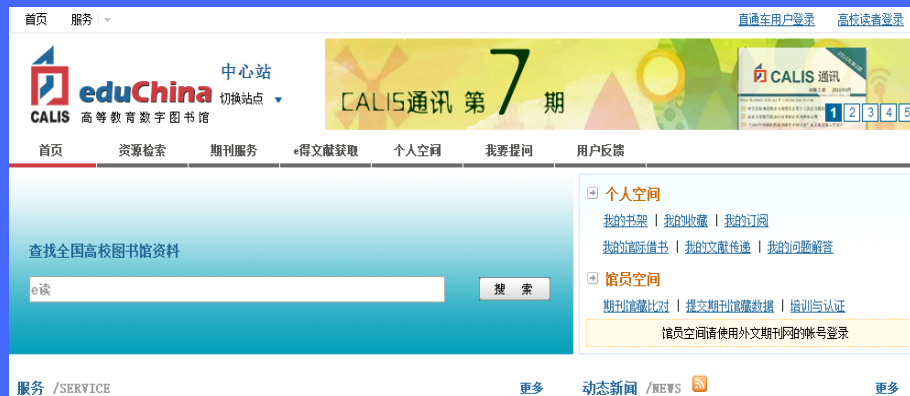 首页 服务
直通车用户登录 高校读者登录
CALIS
eduChina
高等教育数字图书馆
中心站
切换站点
CALIS通讯 第7期
CALIS 通讯
1 2 3 4 5
首页 资源检索 期刊服务 e得文献获取 个人空间 我要提问 用户反馈
查找全国高校图书馆资料
e读
搜 索
个人空间
我的书架 | 我的收藏 | 我的订阅
我的馆际借书 | 我的文献传递 | 我的问题解答
馆员空间
期刊馆藏比对 | 提交期刊馆藏数据 | 培训与认证
馆员空间请使用外文期刊网的帐号登录
服务 /SERVICE 更多
动态新闻 /NEWS 更多